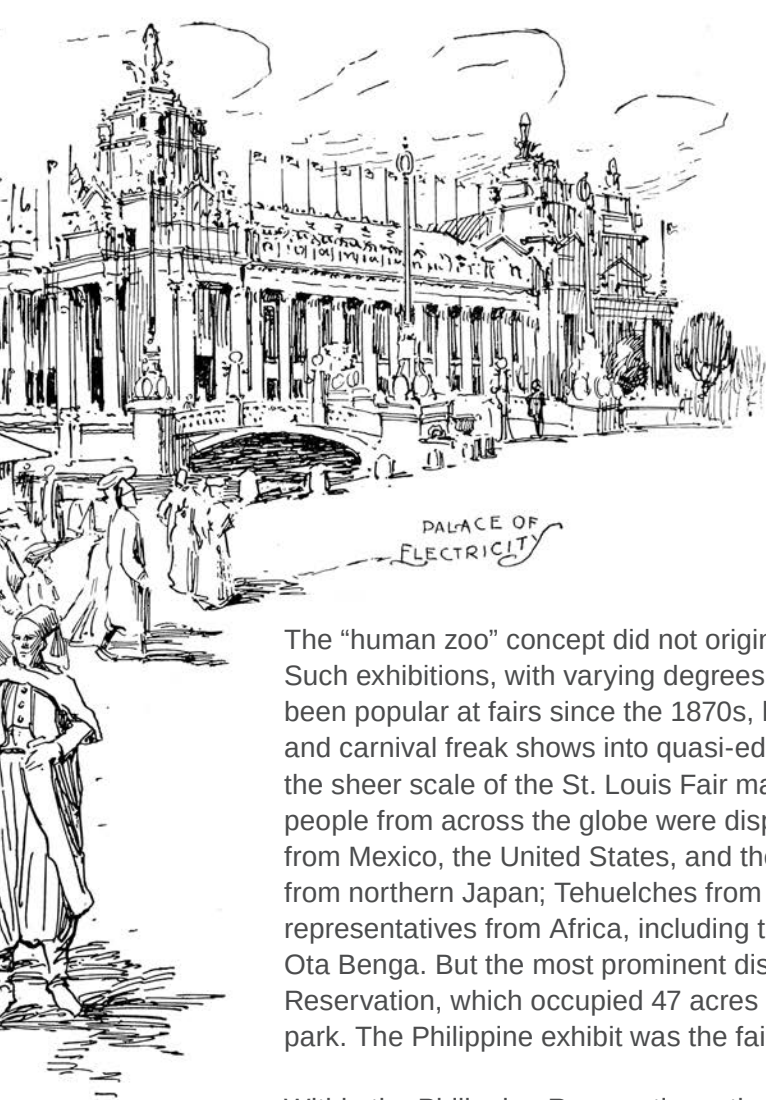 PALACE OF
ELECTRICITY
The “human zoo” concept did not origin
Such exhibitions, with varying degrees
been popular at fairs since the 1870s,
and carnival freak shows into quasi-ed
the sheer scale of the St. Louis Fair ma
people from across the globe were disp
from Mexico, the United States, and the
from northern Japan; Tehuelches from
representatives from Africa, including t
Ota Benga. But the most prominent dis
Reservation, which occupied 47 acres
park. The Philippine exhibit was the fai